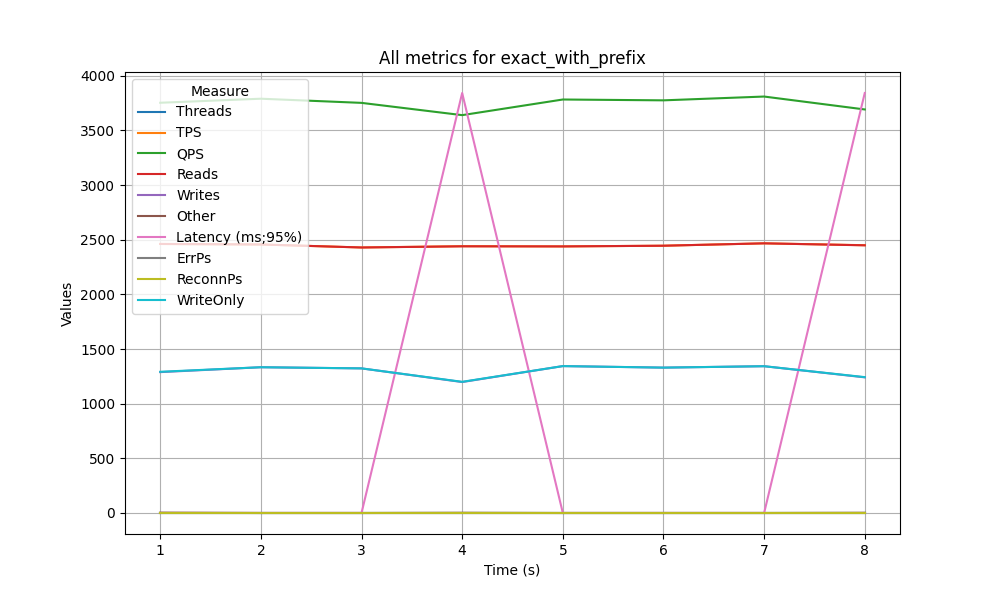 All metrics for exact_with_prefix
4000
3500
3000
2500
2000
1500
1000
500
0
Values
Measure
Threads
TPS
QPS
Reads
Writes
Other
Latency (ms;95%)
ErrPs
ReconnPs
WriteOnly
1 2 3 4 5 6 7 8
Time (s)